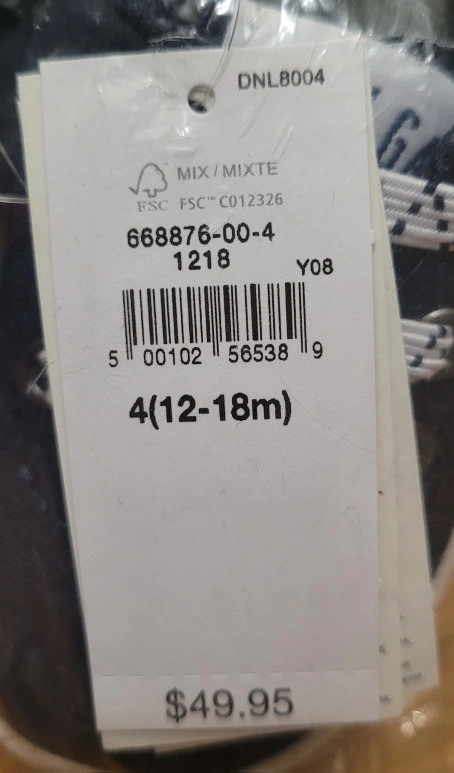 DNL8004
MIX / MIXTE
FSC FSC™ C012326
668876-00-4
1218
Y08
5 00102 56538 9
4(12-18m)
$49.95